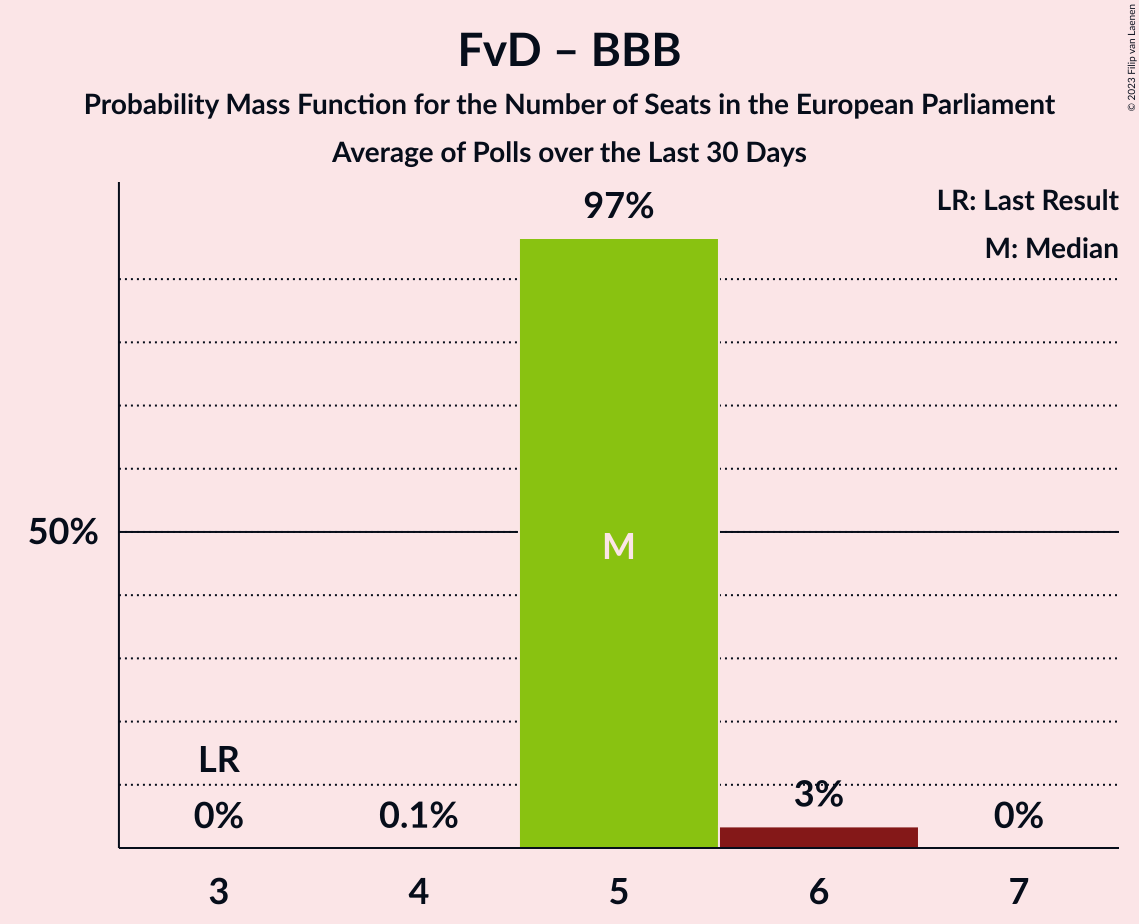 FvD – BBB
Probability Mass Function for the Number of Seats in the European Parliament
Average of Polls over the Last 30 Days
© 2023 Filip van Laenen
LR: Last Result
M: Median
97%
50%
M
LR
0%
0.1%
3%
0%
3
4
5
6
7